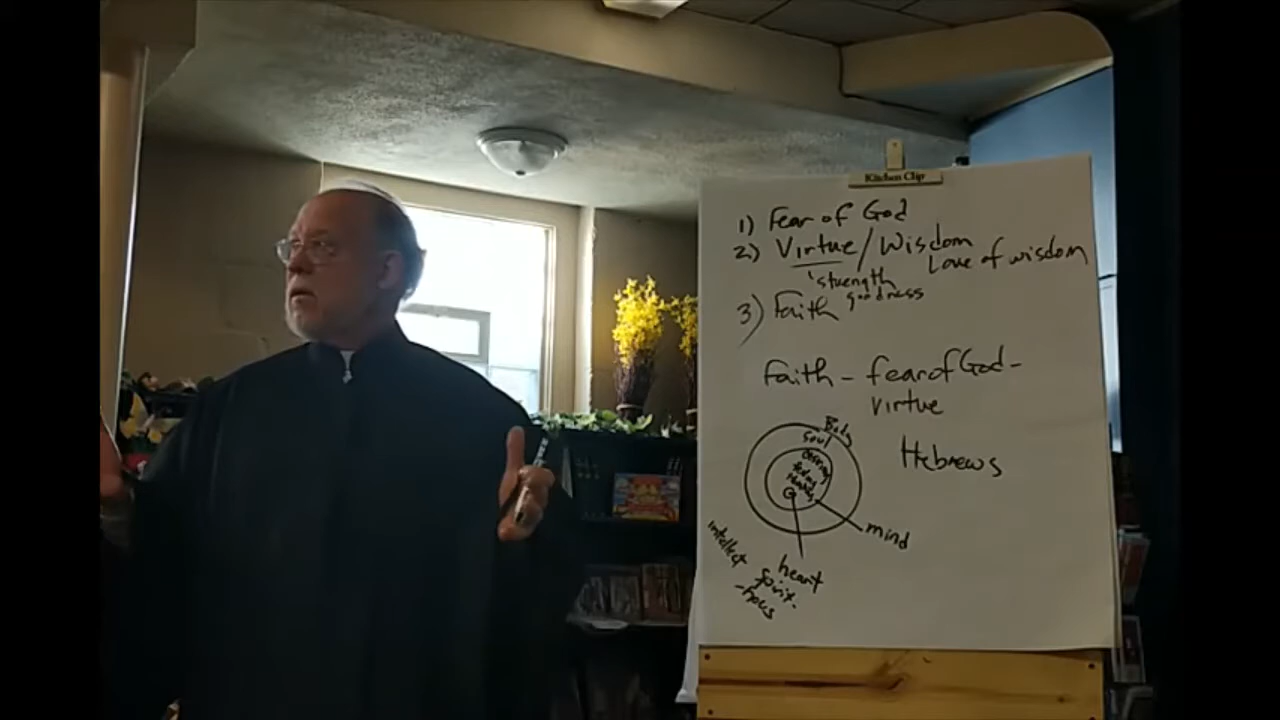 Kitchen Clip
1) Fear of God
2) Virtue / Wisdom
Love of wisdom
strength
goodness
3) Faith
Faith - fear of God -
virtue
Body
Soul
Hebrews
mind
intellect
heart
spirit
-nous